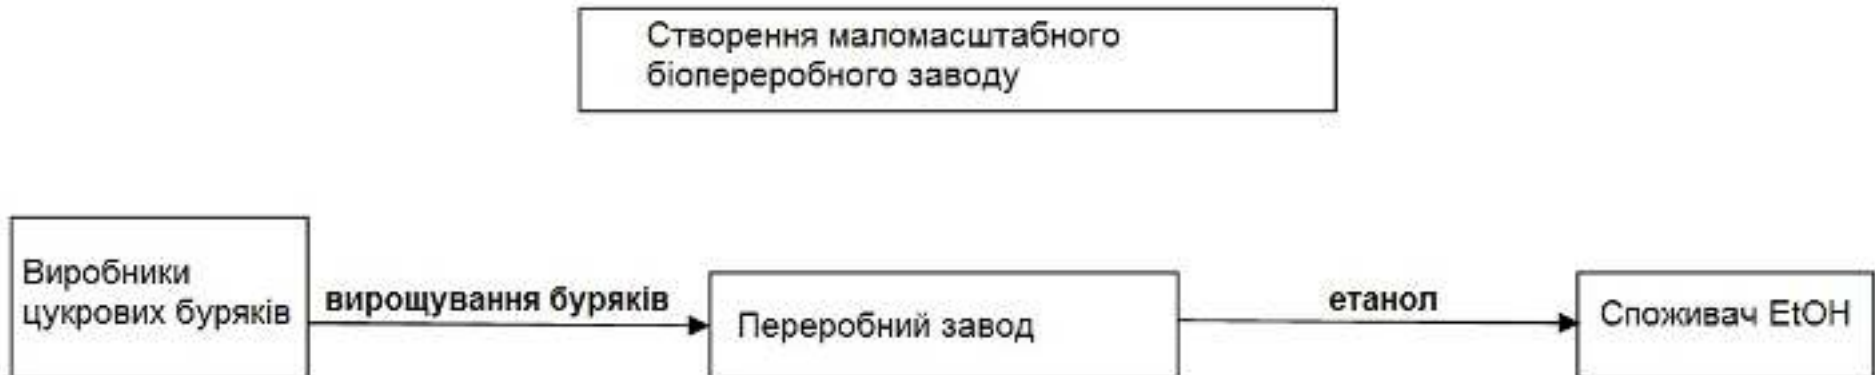 Створення маломасштабного
біопереробного заводу
Виробники
цукрових буряків
вирощування буряків
Переробний завод
етанол
Споживач EtOH